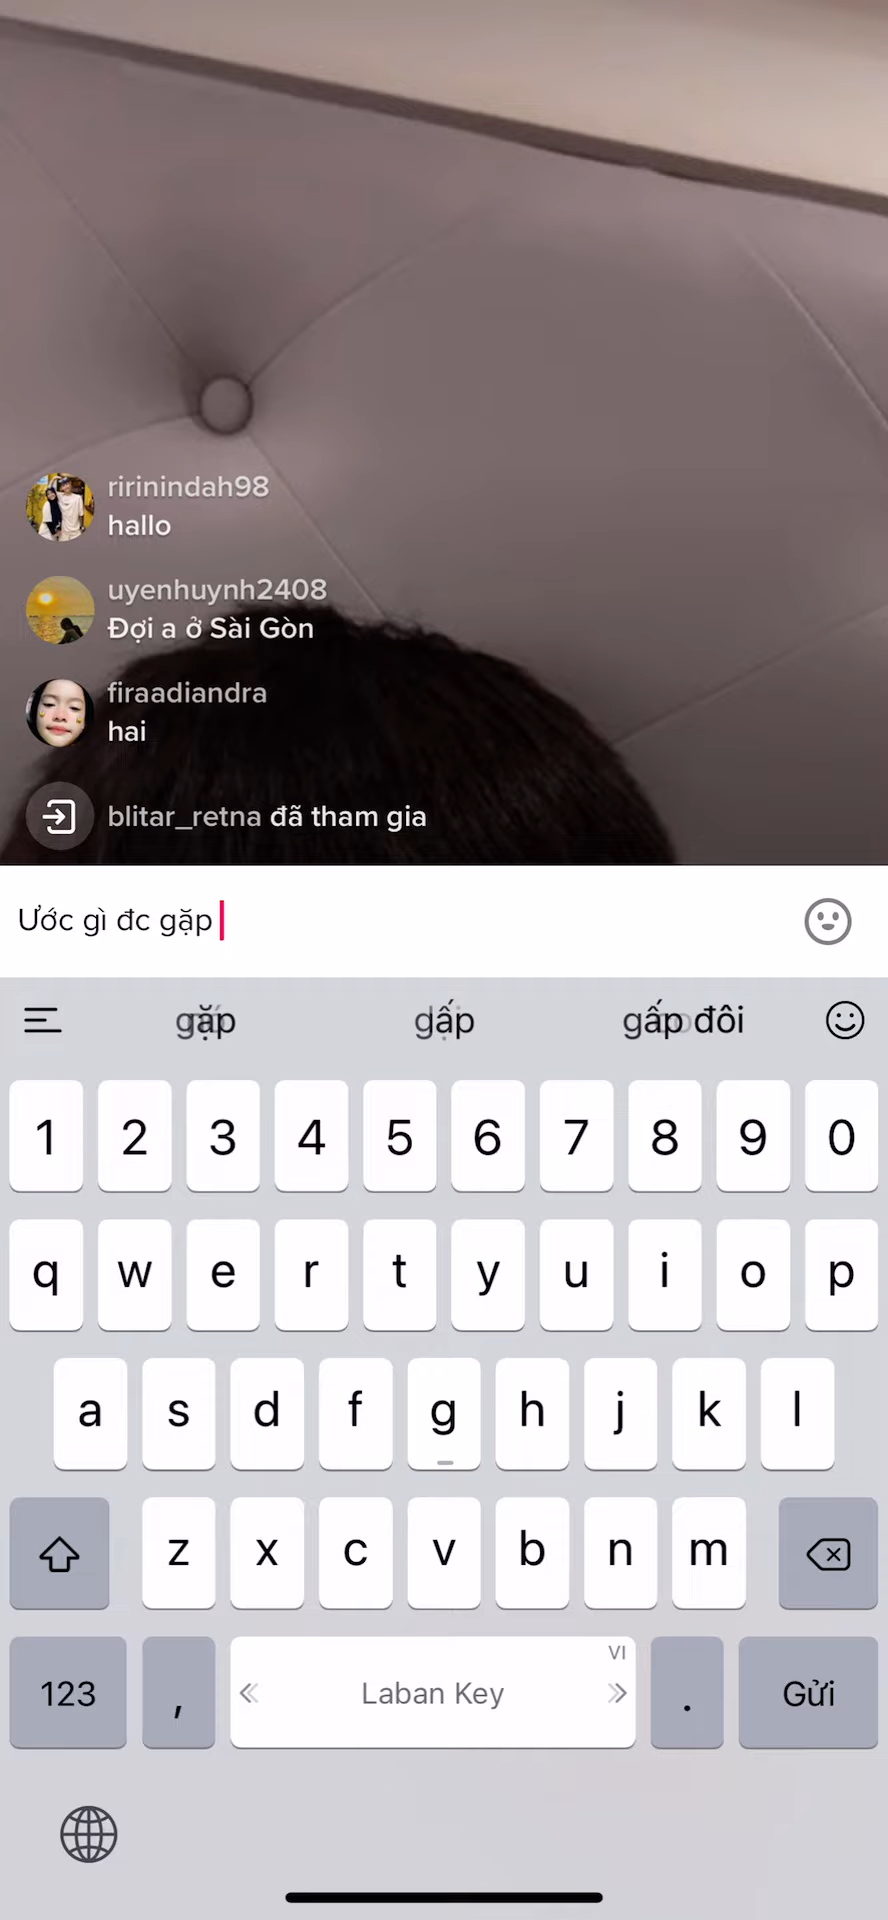 ririnindah98
hallo
uyenhuynh2408
Đợi a ở Sài Gòn
firaadiandra
hai
blitar_retna đã tham gia
Ước gì đc gặp
gặp gấp gấp đôi
1 2 3 4 5 6 7 8 9 0
q w e r t y u i o p
a s d f g h j k l
z x c v b n m
VI
123 , Laban Key . Gửi